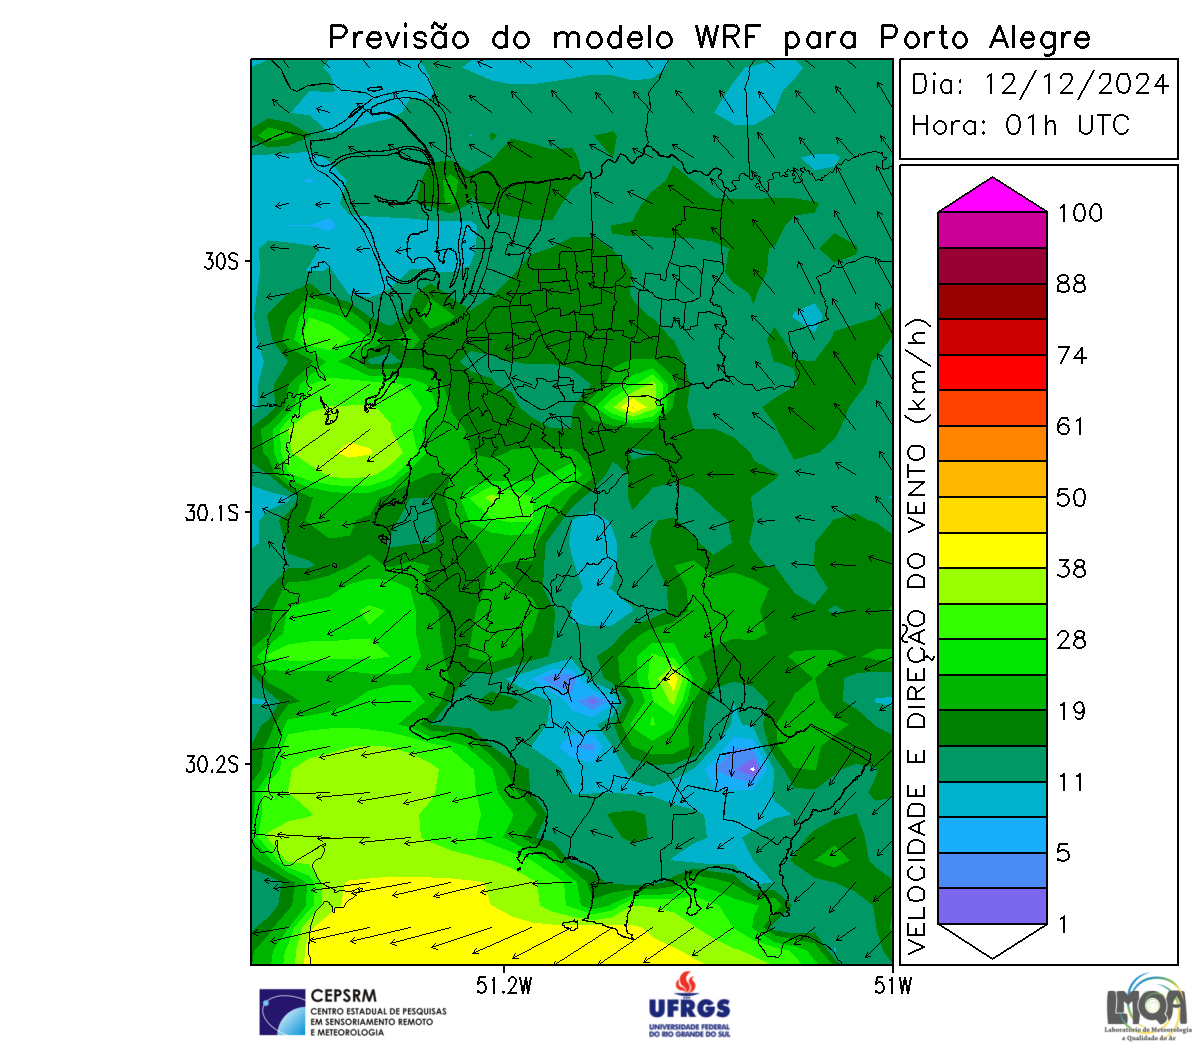 Previsão do modelo WRF para Porto Alegre
Dia: 12/12/2024
Hora: 01h UTC
30S
30.1S
30.2S
51.2W
51W
VELOCIDADE E DIREÇÃO DO VENTO (km/h)
100
88
74
61
50
38
28
19
11
5
1
CEPSRM
CENTRO ESTADUAL DE PESQUISAS
EM SENSORIAMENTO REMOTO
E METEOROLOGIA
UFRGS
UNIVERSIDADE FEDERAL
DO RIO GRANDE DO SUL
LMQA
Laboratório de Meteorologia
e Qualidade do Ar